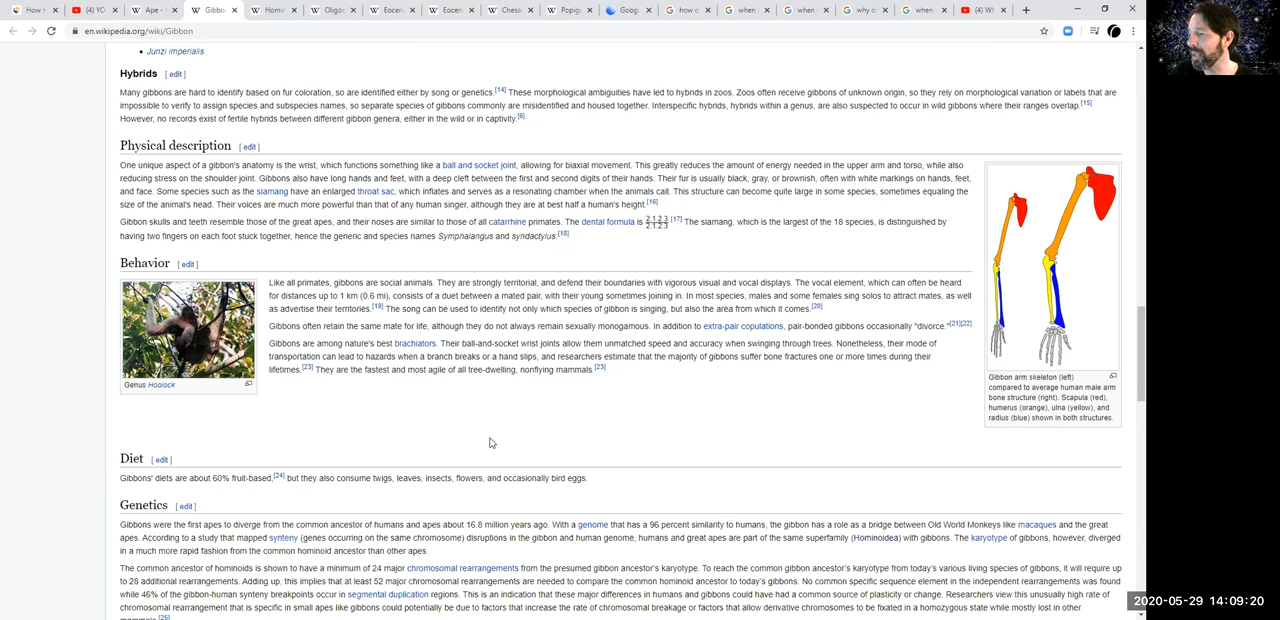 How H
(4) YO
Ape -
Gibbo
Homin
Oligoc
Eocen
Eocen
Chesa
Popig
Googl
how o
when
when
why d
when
(4) W
en.wikipedia.org/wiki/Gibbon
Junzi imperialis
Hybrids [ edit ]
Many gibbons are hard to identify based on fur coloration, so are identified either by song or genetics.[14] These morphological ambiguities have led to hybrids in zoos. Zoos often receive gibbons of unknown origin, so they rely on morphological variation or labels that are
impossible to verify to assign species and subspecies names, so separate species of gibbons commonly are misidentified and housed together. Interspecific hybrids, hybrids within a genus, are also suspected to occur in wild gibbons where their ranges overlap.[15]
However, no records exist of fertile hybrids between different gibbon genera, either in the wild or in captivity.[6]
Physical description [ edit ]
One unique aspect of a gibbon's anatomy is the wrist, which functions something like a ball and socket joint, allowing for biaxial movement. This greatly reduces the amount of energy needed in the upper arm and torso, while also
reducing stress on the shoulder joint. Gibbons also have long hands and feet, with a deep cleft between the first and second digits of their hands. Their fur is usually black, gray, or brownish, often with white markings on hands, feet,
and face. Some species such as the siamang have an enlarged throat sac, which inflates and serves as a resonating chamber when the animals call. This structure can become quite large in some species, sometimes equaling the
size of the animal's head. Their voices are much more powerful than that of any human singer, although they are at best half a human's height.[16]
Gibbon skulls and teeth resemble those of the great apes, and their noses are similar to those of all catarrhine primates. The dental formula is 2.1.2.3 2.1.2.3 [17] The siamang, which is the largest of the 18 species, is distinguished by
having two fingers on each foot stuck together, hence the generic and species names Symphalangus and syndactylus.[18]
Gibbon arm skeleton (left)
compared to average human male arm
bone structure (right). Scapula (red),
humerus (orange), ulna (yellow), and
radius (blue) shown in both structures.
Behavior [ edit ]
Genus Hoolock
Like all primates, gibbons are social animals. They are strongly territorial, and defend their boundaries with vigorous visual and vocal displays. The vocal element, which can often be heard
for distances up to 1 km (0.6 mi), consists of a duet between a mated pair, with their young sometimes joining in. In most species, males and some females sing solos to attract mates, as well
as advertise their territories.[19] The song can be used to identify not only which species of gibbon is singing, but also the area from which it comes.[20]
Gibbons often retain the same mate for life, although they do not always remain sexually monogamous. In addition to extra-pair copulations, pair-bonded gibbons occasionally "divorce."[21][22]
Gibbons are among nature's best brachiators. Their ball-and-socket wrist joints allow them unmatched speed and accuracy when swinging through trees. Nonetheless, their mode of
transportation can lead to hazards when a branch breaks or a hand slips, and researchers estimate that the majority of gibbons suffer bone fractures one or more times during their
lifetimes.[23] They are the fastest and most agile of all tree-dwelling, nonflying mammals.[23]
Diet [ edit ]
Gibbons' diets are about 60% fruit-based,[24] but they also consume twigs, leaves, insects, flowers, and occasionally bird eggs.
Genetics [ edit ]
Gibbons were the first apes to diverge from the common ancestor of humans and apes about 16.8 million years ago. With a genome that has a 96 percent similarity to humans, the gibbon has a role as a bridge between Old World Monkeys like macaques and the great
apes. According to a study that mapped synteny (genes occurring on the same chromosome) disruptions in the gibbon and human genome, humans and great apes are part of the same superfamily (Hominoidea) with gibbons. The karyotype of gibbons, however, diverged
in a much more rapid fashion from the common hominoid ancestor than other apes.
The common ancestor of hominoids is shown to have a minimum of 24 major chromosomal rearrangements from the presumed gibbon ancestor's karyotype. To reach the common gibbon ancestor's karyotype from today's various living species of gibbons, it will require up
to 28 additional rearrangements. Adding up, this implies that at least 52 major chromosomal rearrangements are needed to compare the common hominoid ancestor to today's gibbons. No common specific sequence element in the independent rearrangements was found
while 46% of the gibbon-human synteny breakpoints occur in segmental duplication regions. This is an indication that these major differences in humans and gibbons could have had a common source of plasticity or change. Researchers view this unusually high rate of
chromosomal rearrangement that is specific in small apes like gibbons could potentially be due to factors that increase the rate of chromosomal breakage or factors that allow derivative chromosomes to be fixated in a homozygous state while mostly lost in other
mammals.[25]
2020-05-29 14:09:20